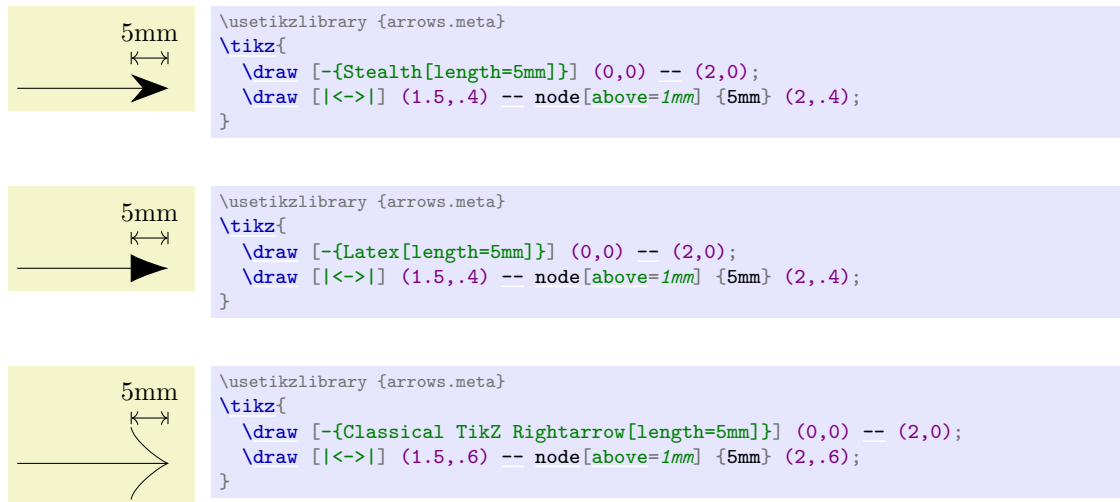 5mm
\usetikzlibrary {arrows.meta}
\tikz{
  \draw [-{Stealth[length=5mm]}] (0,0) -- (2,0);
  \draw [|<->|] (1.5,.4) -- node[above=1mm] {5mm} (2,.4);
}
5mm
\usetikzlibrary {arrows.meta}
\tikz{
  \draw [-{Latex[length=5mm]}] (0,0) -- (2,0);
  \draw [|<->|] (1.5,.4) -- node[above=1mm] {5mm} (2,.4);
}
5mm
\usetikzlibrary {arrows.meta}
\tikz{
  \draw [-{Classical TikZ Rightarrow[length=5mm]}] (0,0) -- (2,0);
  \draw [|<->|] (1.5,.6) -- node[above=1mm] {5mm} (2,.6);
}